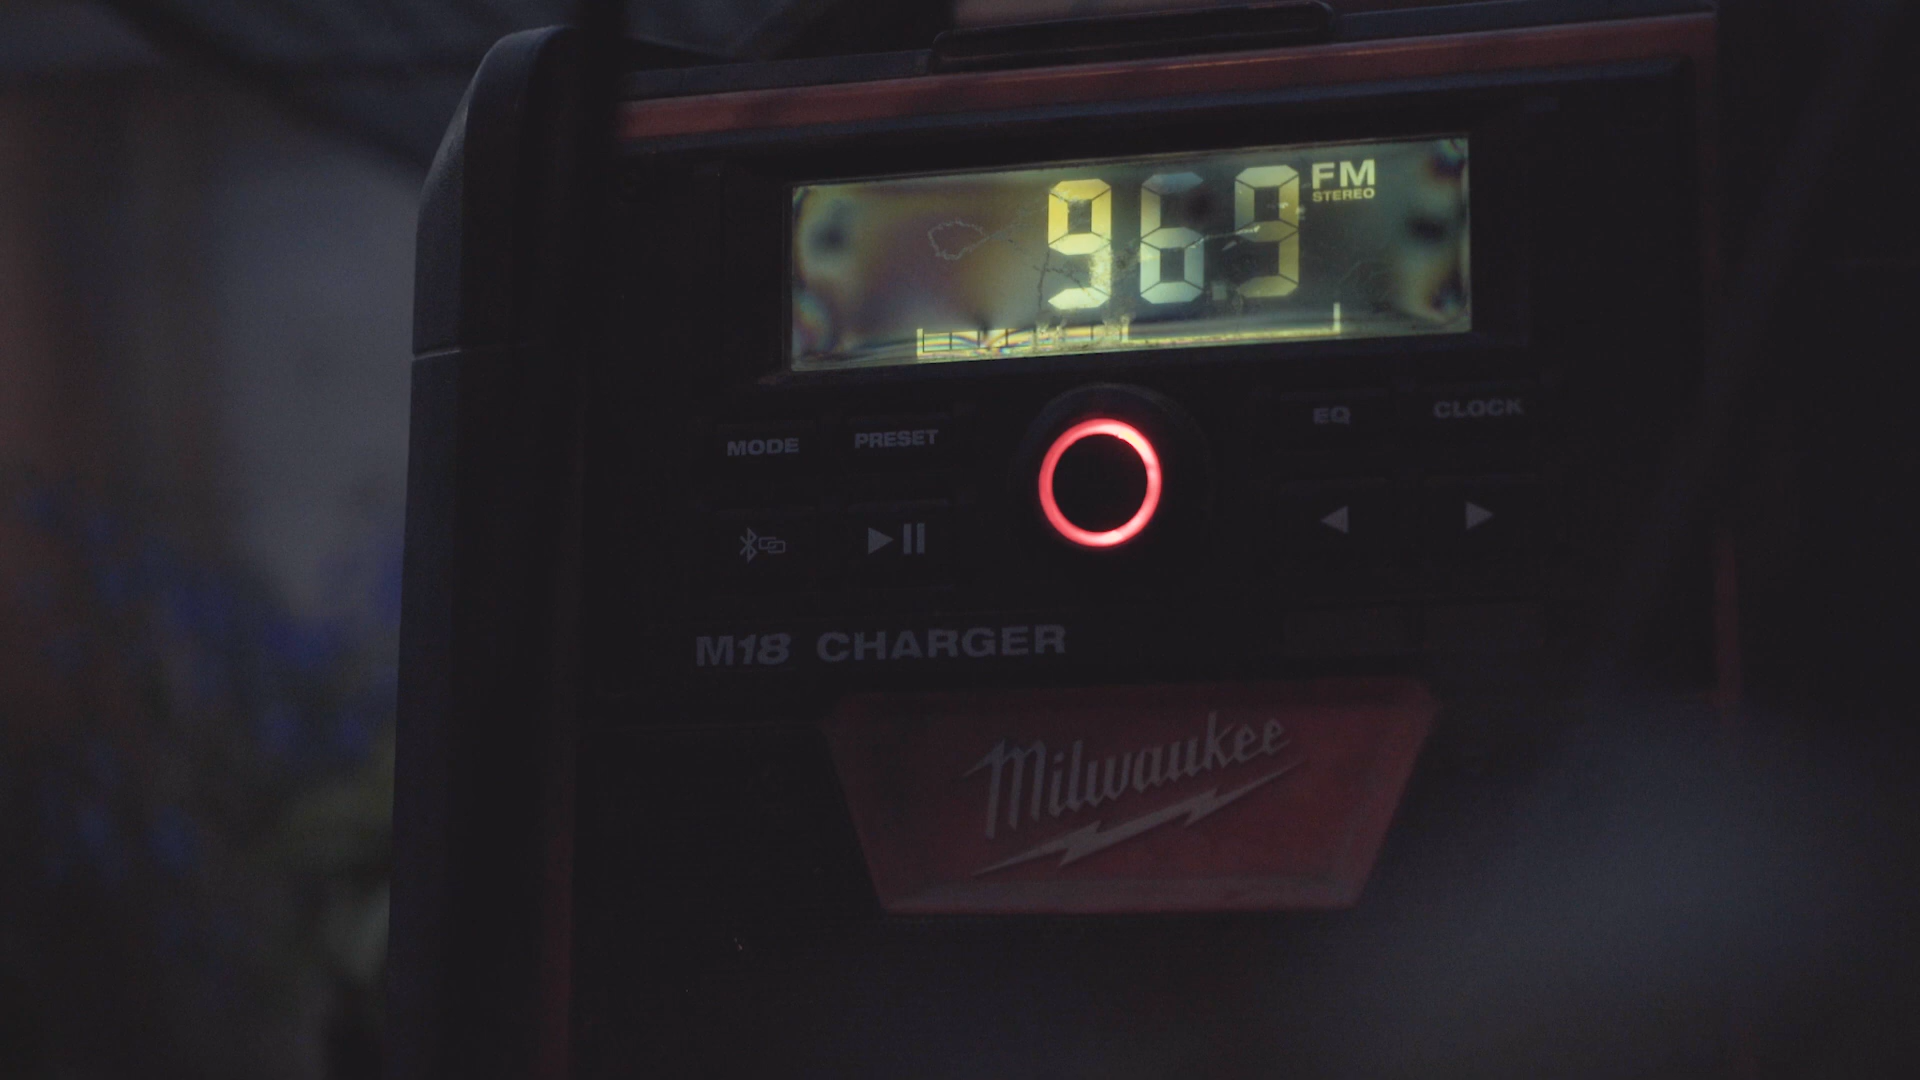 96.9 FM
STEREO
MODE PRESET EQ CLOCK
M18 CHARGER
Milwaukee